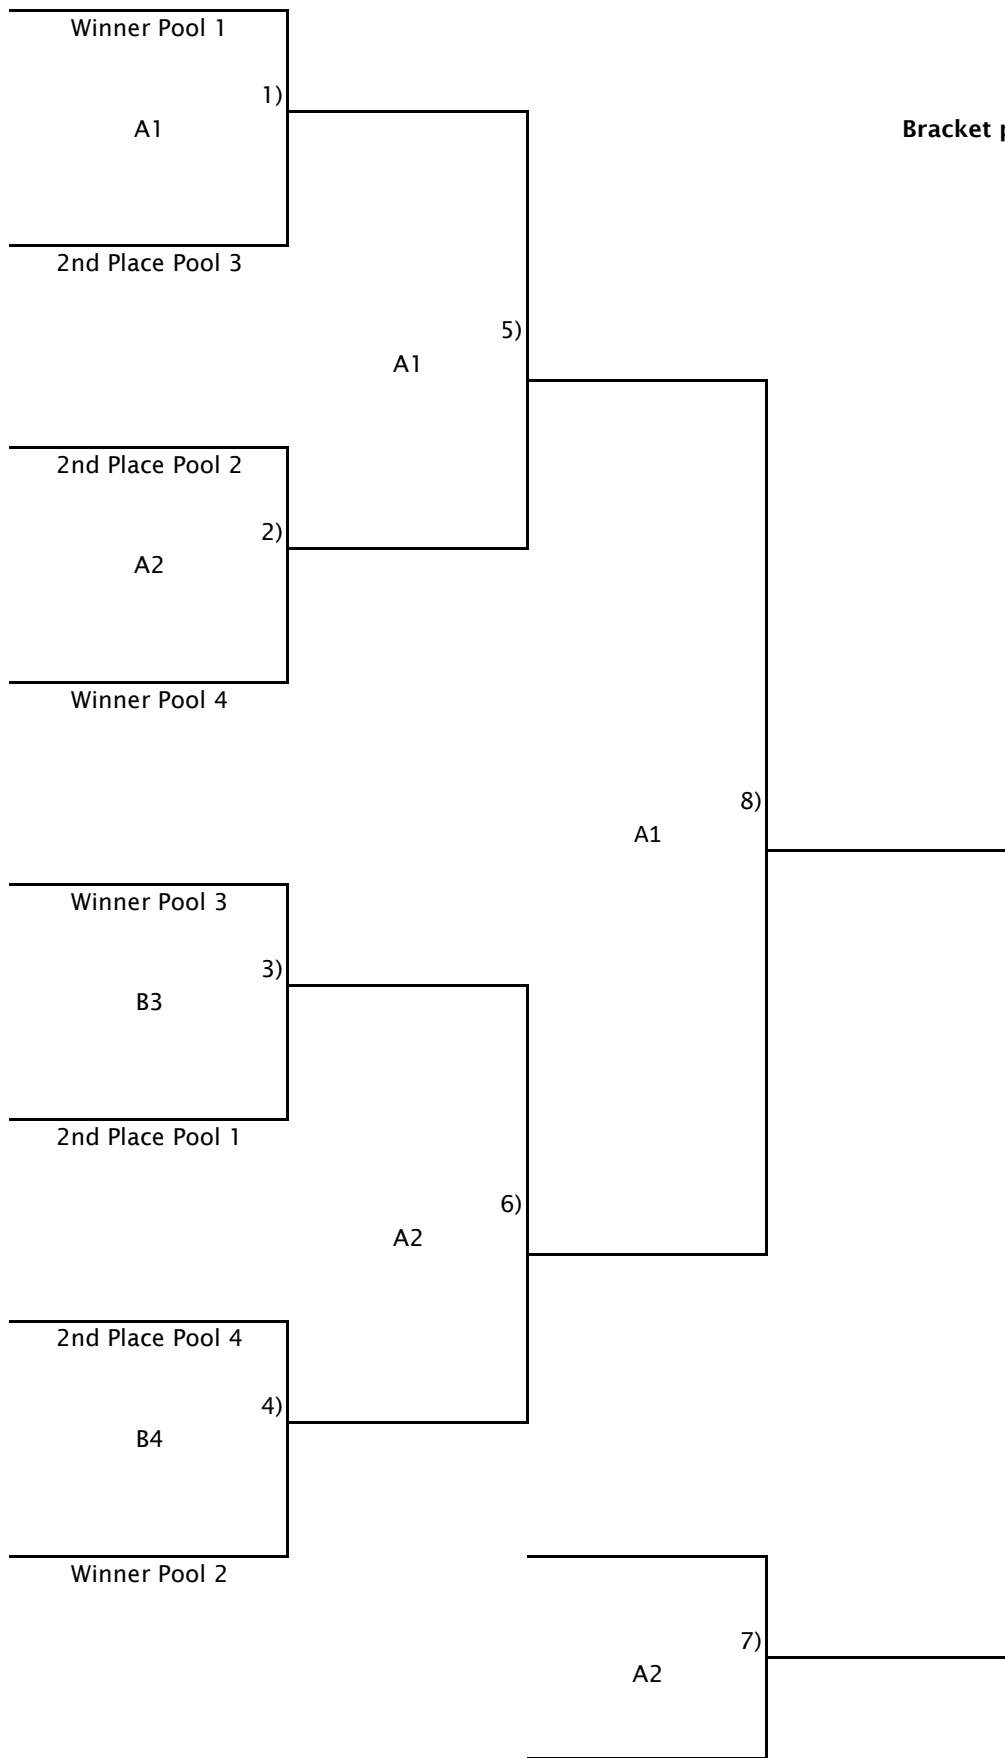 Winner Pool 1
1)
A1
Bracket
2nd Place Pool 3
5)
A1
2nd Place Pool 2
2)
A2
Winner Pool 4
8)
A1
Winner Pool 3
3)
B3
2nd Place Pool 1
6)
A2
2nd Place Pool 4
4)
B4
Winner Pool 2
7)
A2